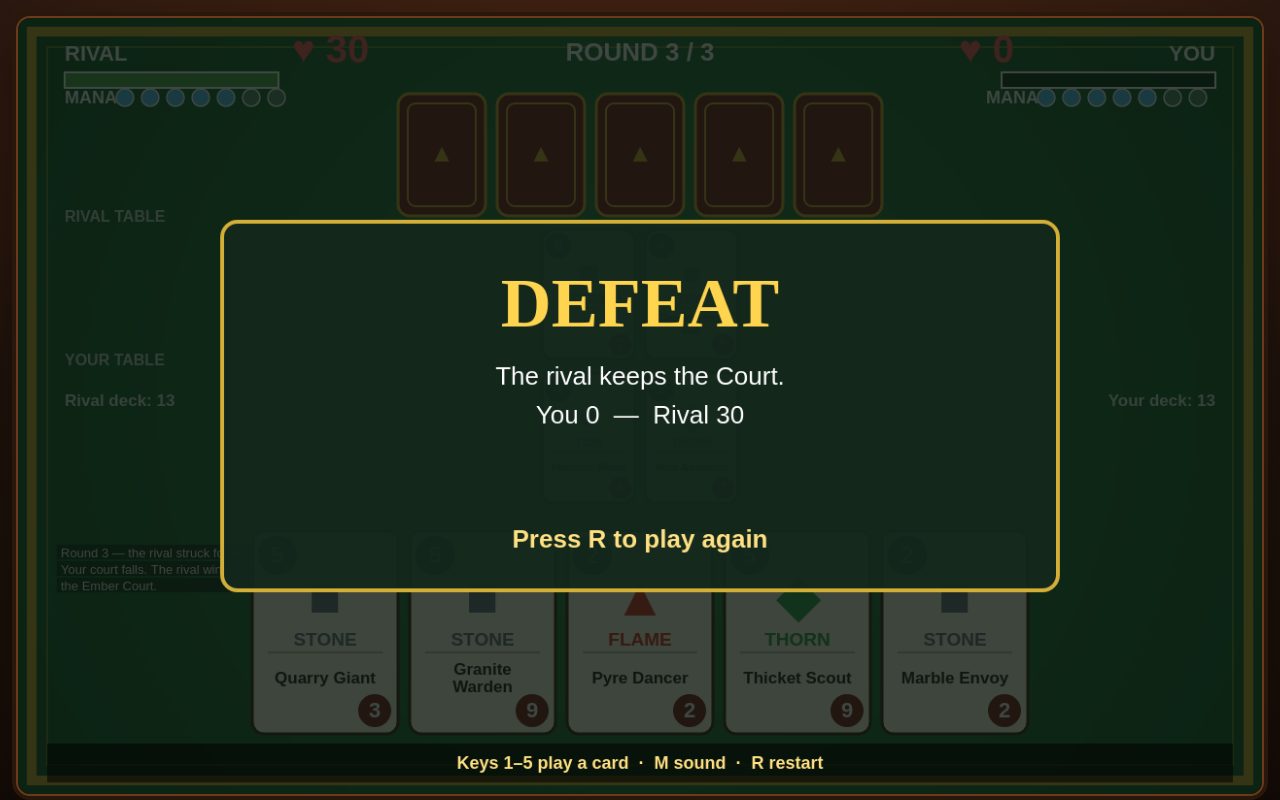 RIVAL
♥ 30
ROUND 3 / 3
♥ 0
YOU
MANA
MANA
RIVAL TABLE
YOUR TABLE
Rival deck: 13
Your deck: 13
DEFEAT
The rival keeps the Court.
You 0 — Rival 30
Press R to play again
Round 3 — the rival struck
Your court falls. The rival
the Ember Court.
5
5
2
STONE
Quarry Giant
3
STONE
Granite
Warden
9
FLAME
Pyre Dancer
2
THORN
Thicket Scout
9
STONE
Marble Envoy
2
Keys 1–5 play a card · M sound · R restart